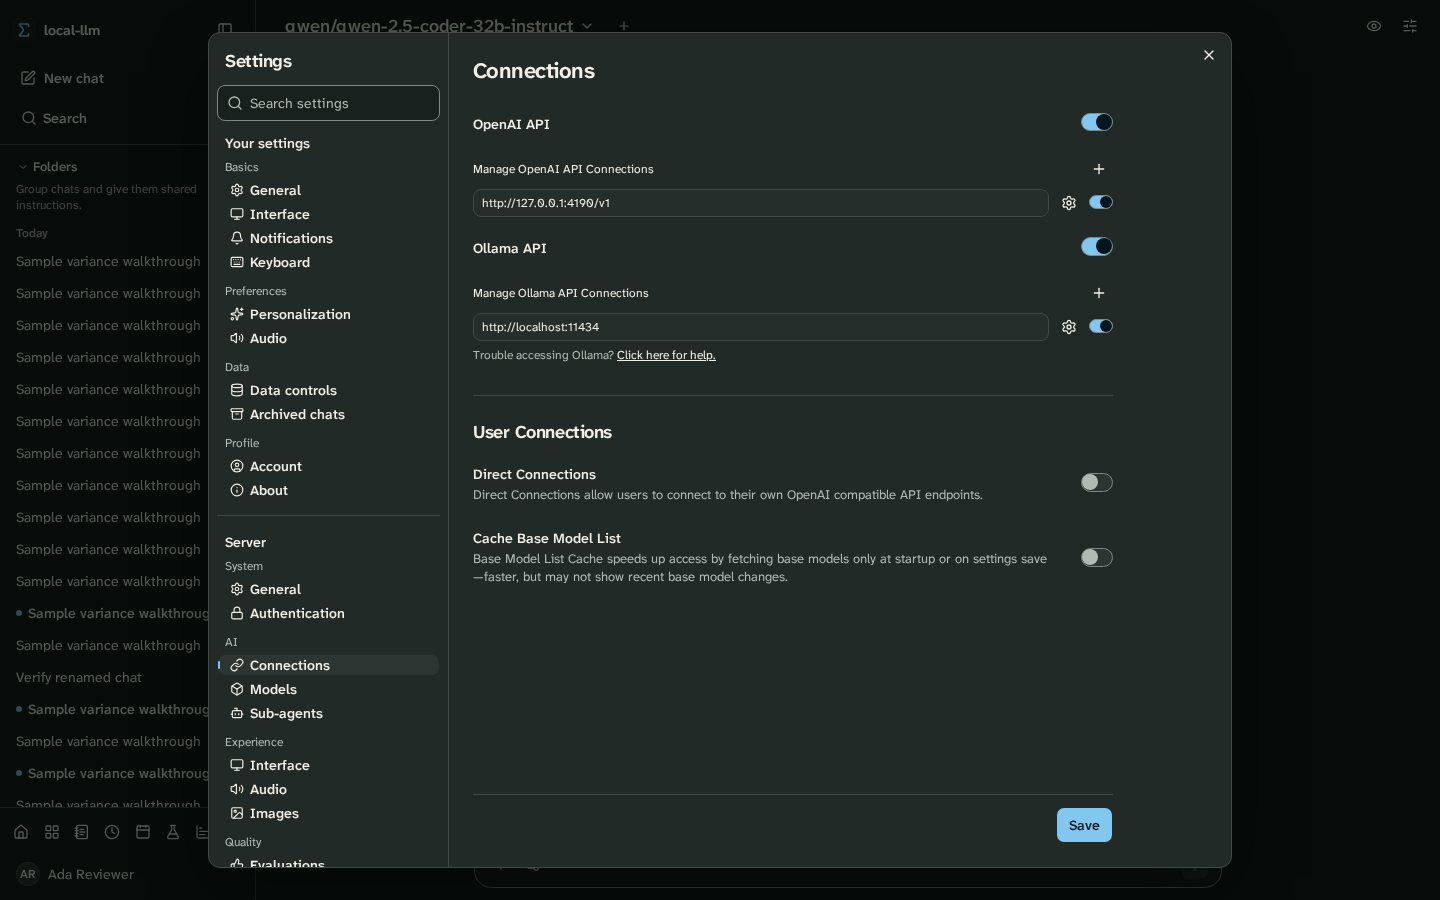 local-llm
New chat
Search
Folders
Group chats and give them shared
instructions.
Today
Sample variance walkthrough
Sample variance walkthrough
Sample variance walkthrough
Sample variance walkthrough
Sample variance walkthrough
Sample variance walkthrough
Sample variance walkthrough
Sample variance walkthrough
Sample variance walkthrough
Sample variance walkthrough
Sample variance walkthrough
Sample variance walkthroug
Sample variance walkthrough
Verify renamed chat
Sample variance walkthroug
Sample variance walkthrough
Sample variance walkthroug
Sample variance walkthrough
AR
Ada Reviewer
qwen/qwen-2.5-coder-32b-instruct
Settings
Search settings
Your settings
Basics
General
Interface
Notifications
Keyboard
Preferences
Personalization
Audio
Data
Data controls
Archived chats
Profile
Account
About
Server
System
General
Authentication
AI
Connections
Models
Sub-agents
Experience
Interface
Audio
Images
Quality
Evaluations
Connections
OpenAI API
Manage OpenAI API Connections
http://127.0.0.1:4190/v1
Ollama API
Manage Ollama API Connections
http://localhost:11434
Trouble accessing Ollama? Click here for help.
User Connections
Direct Connections
Direct Connections allow users to connect to their own OpenAI compatible API endpoints.
Cache Base Model List
Base Model List Cache speeds up access by fetching base models only at startup or on settings save
—faster, but may not show recent base model changes.
Save